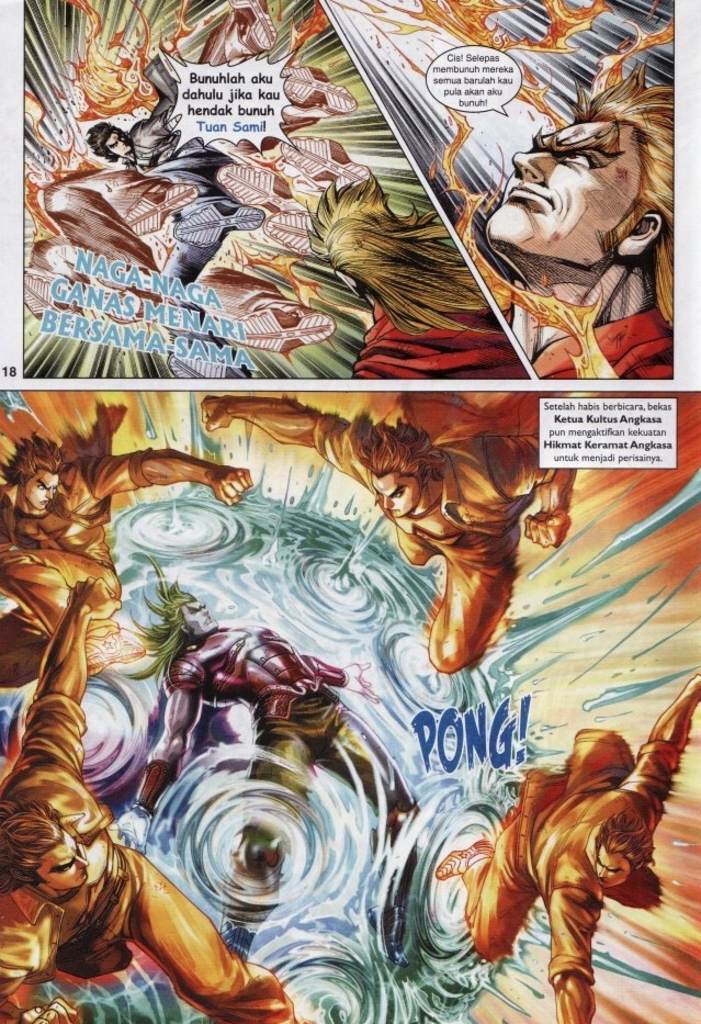 Bunuhlah aku
dahulu jika kau
hendak bunuh
Tuan Sami!
Cis! Selepas
membunuh mereka
semua barulah kau
pula akan aku
bunuh!
NAGA-NAGA
GANAS MENARI
BERSAMA-SAMA
18
Setelah habis berbicara, bekas
Ketua Kultus Angkasa
pun mengaktifkan kekuatan
Hikmat Keramat Angkasa
untuk menjadi perisainya.
PONG!